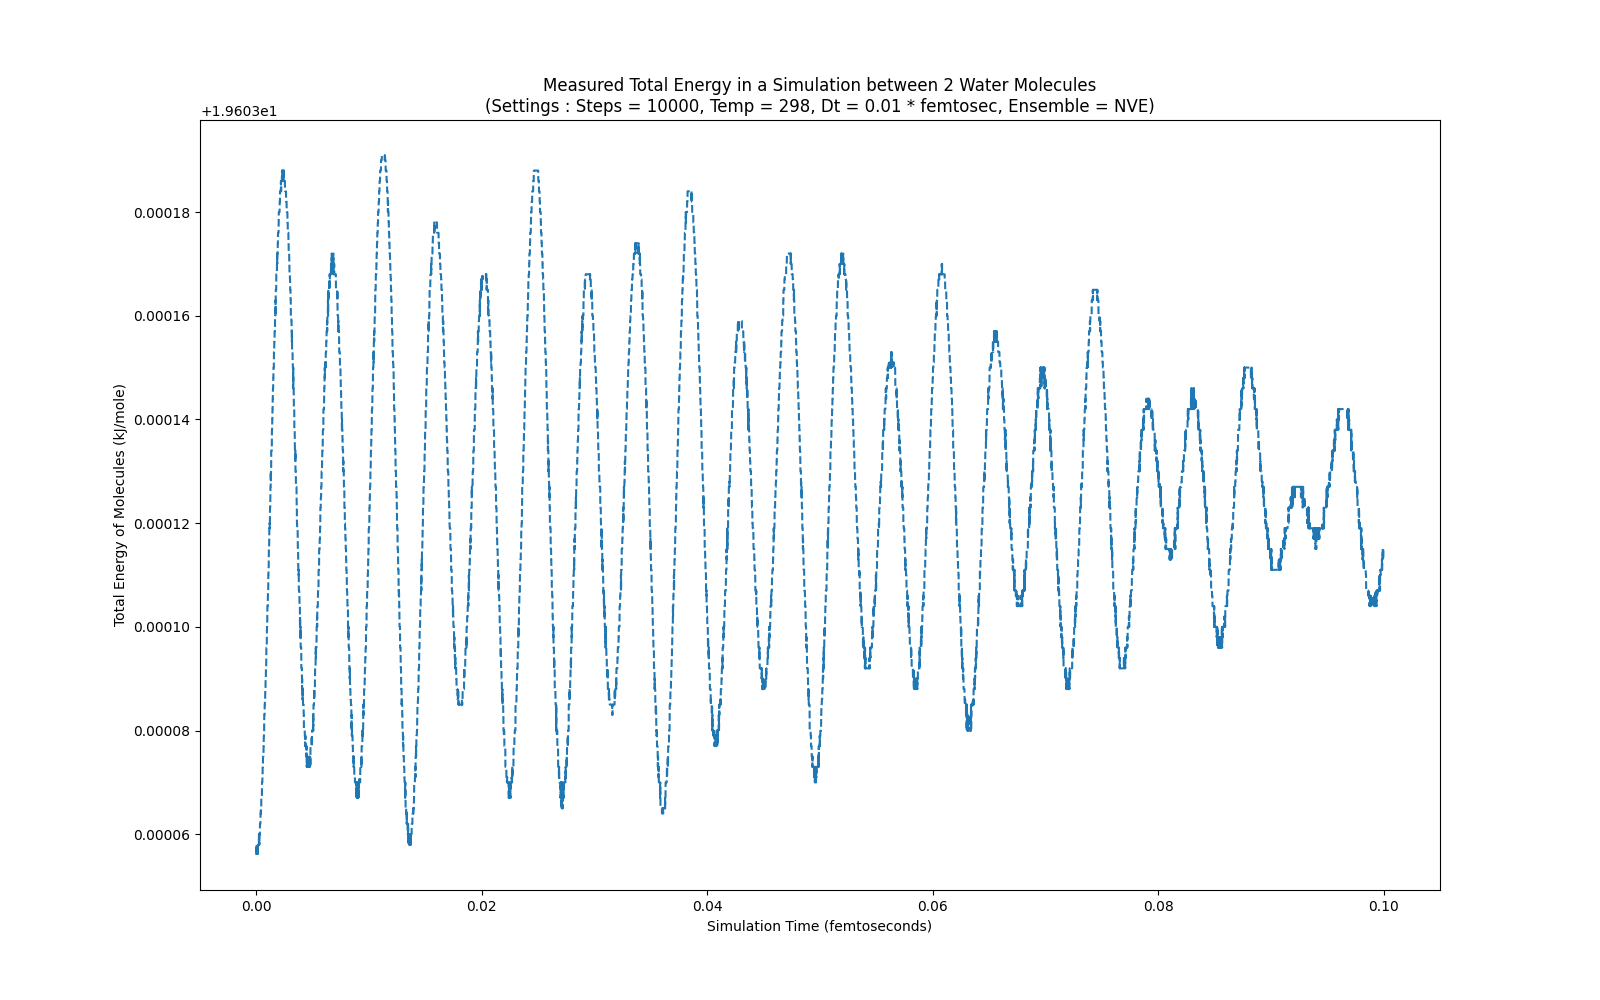 Measured Total Energy in a Simulation between 2 Water Molecules
(Settings : Steps = 10000, Temp = 298, Dt = 0.01 * femtosec, Ensemble = NVE)
+1.9603e1
0.00018
0.00016
0.00014
0.00012
0.00010
0.00008
0.00006
Total Energy of Molecules (kJ/mole)
0.00 0.02 0.04 0.06 0.08 0.10
Simulation Time (femtoseconds)